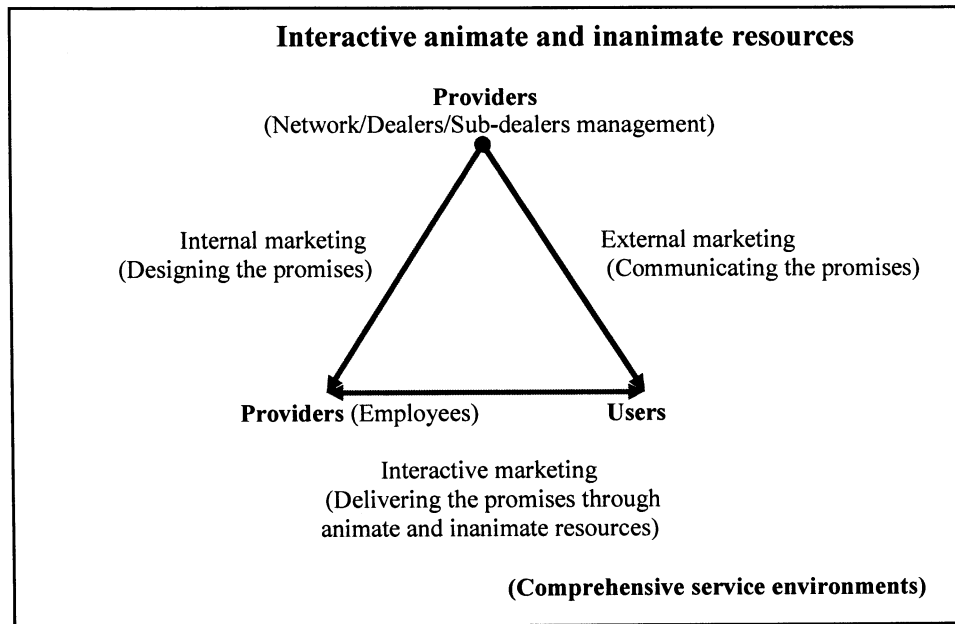 Interactive animate and inanimate resources
Providers
(Network/Dealers/Sub-dealers management)
Internal marketing
(Designing the promises)
External marketing
(Communicating the promises)
Providers (Employees)
Users
Interactive marketing
(Delivering the promises through
animate and inanimate resources)
(Comprehensive service environments)